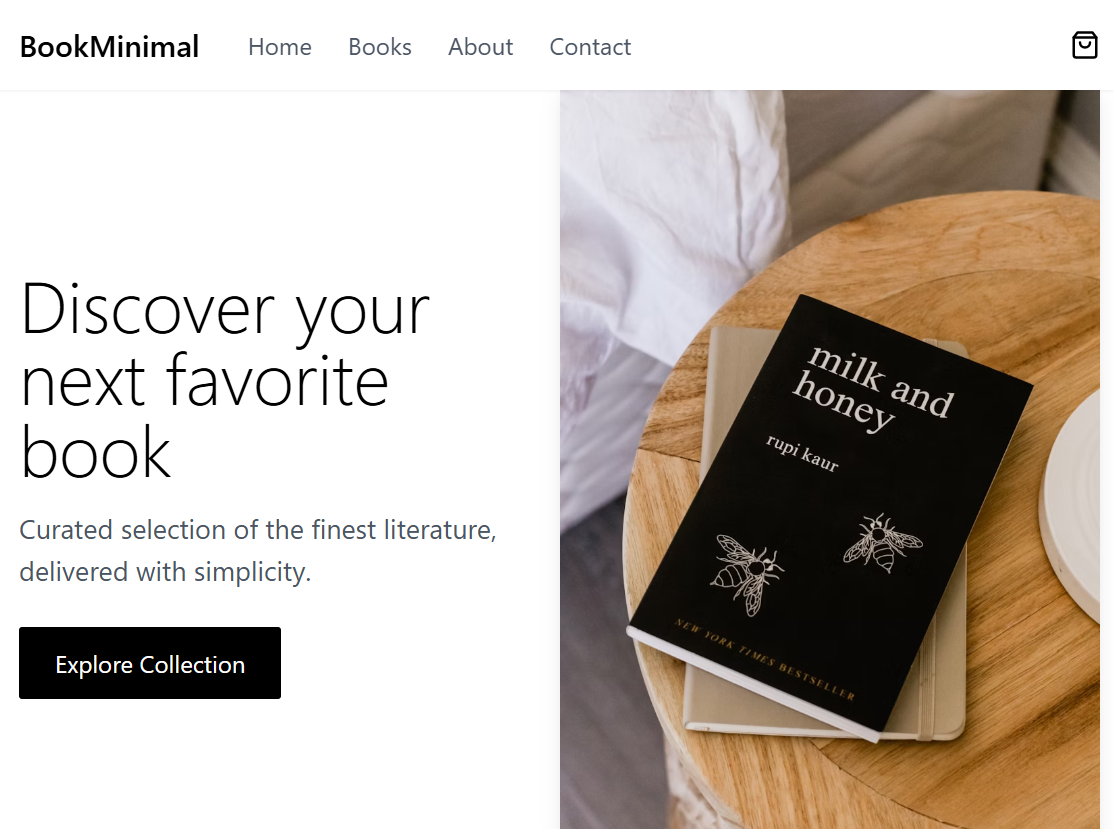 BookMinimal Home Books About Contact
Discover your
next favorite
book
Curated selection of the finest literature,
delivered with simplicity.
Explore Collection
milk and
honey
rupi kaur
NEW YORK TIMES BESTSELLER